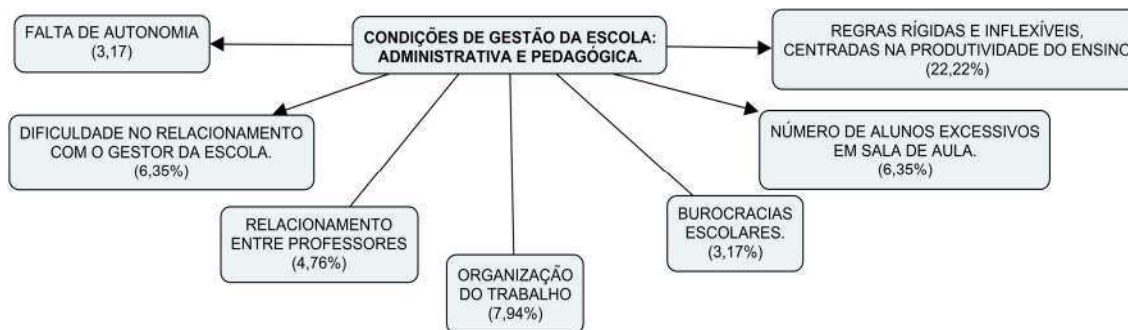 FALTA DE AUTONOMIA
(3,17)
CONDIÇÕES DE GESTÃO DA ESCOLA:
ADMINISTRATIVA E PEDAGÓGICA.
REGRAS RÍGIDAS E INFLEXÍVEIS,
CENTRADAS NA PRODUTIVIDADE DO ENSINO
(22,22%)
DIFICULDADE NO RELACIONAMENTO
COM O GESTOR DA ESCOLA.
(6,35%)
NÚMERO DE ALUNOS EXCESSIVOS
EM SALA DE AULA.
(6,35%)
RELACIONAMENTO
ENTRE PROFESSORES
(4,76%)
BUROCRACIAS
ESCOLARES.
(3,17%)
ORGANIZAÇÃO
DO TRABALHO
(7,94%)